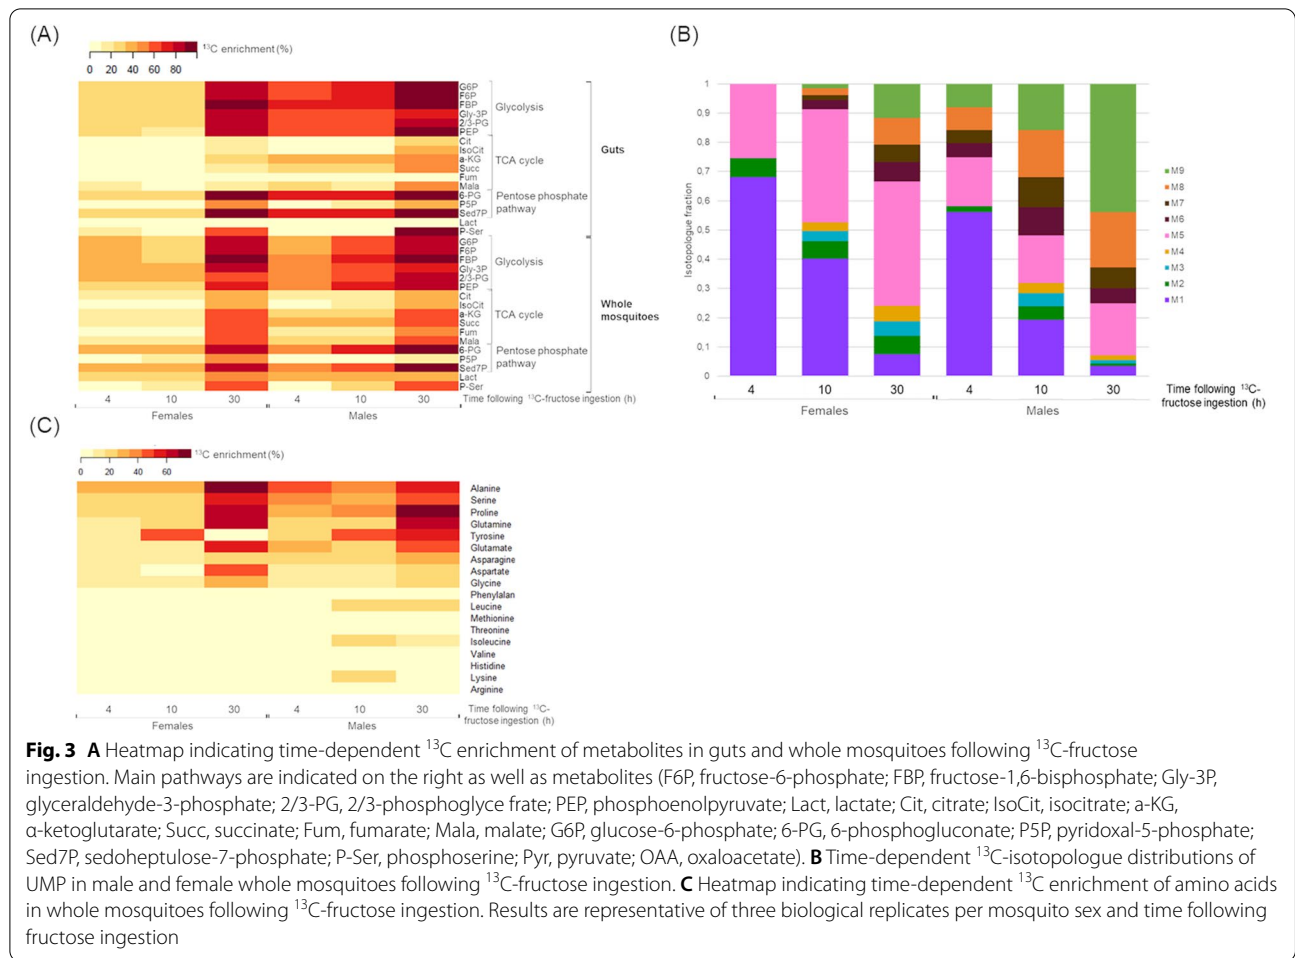 (A)
¹³C enrichment (%)
0 20 40 60 80
G6P
F6P
FBP
Gly-3P
2/3-PG
PEP
Glycolysis
Cit
IsoCit
a-KG
Succ
Fum
Mala
TCA cycle
6-PG
P5P
Sed7P
Pentose phosphate
pathway
Lact
P-Ser
Guts
G6P
F6P
FBP
Gly-3P
2/3-PG
PEP
Glycolysis
Cit
IsoCit
a-KG
Succ
Fum
Mala
TCA cycle
6-PG
P5P
Sed7P
Pentose phosphate
pathway
Lact
P-Ser
Whole
mosquitoes
4 10 30 4 10 30 Time following ¹³C-fructose ingestion (h)
Females Males
(B)
Isotopologue fraction
1
0,9
0,8
0,7
0,6
0,5
0,4
0,3
0,2
0,1
0
M9
M8
M7
M6
M5
M4
M3
M2
M1
4 10 30 4 10 30 Time following ¹³C-
fructose ingestion (h)
Females Males
(C)
¹³C enrichment (%)
0 20 40 60
Alanine
Serine
Proline
Glutamine
Tyrosine
Glutamate
Asparagine
Aspartate
Glycine
Phenylalan
Leucine
Methionine
Threonine
Isoleucine
Valine
Histidine
Lysine
Arginine
4 10 30 4 10 30 Time following ¹³C-
fructose ingestion (h)
Females Males
Fig. 3 A Heatmap indicating time-dependent ¹³C enrichment of metabolites in guts and whole mosquitoes following ¹³C-fructose
ingestion. Main pathways are indicated on the right as well as metabolites (F6P, fructose-6-phosphate; FBP, fructose-1,6-bisphosphate; Gly-3P,
glyceraldehyde-3-phosphate; 2/3-PG, 2/3-phosphoglyce frate; PEP, phosphoenolpyruvate; Lact, lactate; Cit, citrate; IsoCit, isocitrate; a-KG,
α-ketoglutarate; Succ, succinate; Fum, fumarate; Mala, malate; G6P, glucose-6-phosphate; 6-PG, 6-phosphogluconate; P5P, pyridoxal-5-phosphate;
Sed7P, sedoheptulose-7-phosphate; P-Ser, phosphoserine; Pyr, pyruvate; OAA, oxaloacetate). B Time-dependent ¹³C-isotopologue distributions of
UMP in male and female whole mosquitoes following ¹³C-fructose ingestion. C Heatmap indicating time-dependent ¹³C enrichment of amino acids
in whole mosquitoes following ¹³C-fructose ingestion. Results are representative of three biological replicates per mosquito sex and time following
fructose ingestion